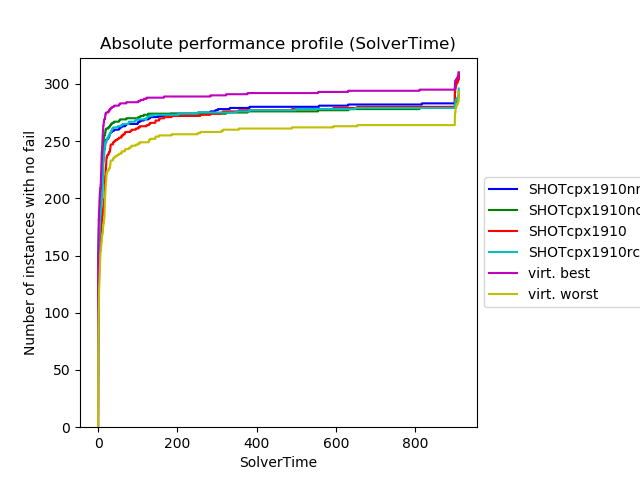 Absolute performance profile (SolverTime)
Number of instances with no fail
300
250
200
150
100
50
0
0 200 400 600 800
SolverTime
SHOTcpx1910nr
SHOTcpx1910no
SHOTcpx1910
SHOTcpx1910rc
virt. best
virt. worst